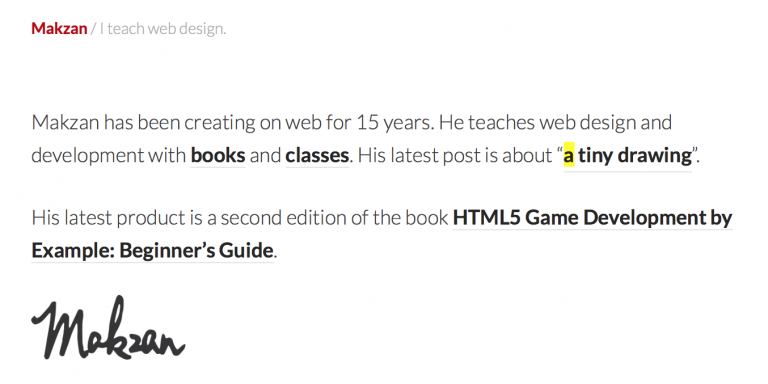 Makzan / I teach web design.
Makzan has been creating on web for 15 years. He teaches web design and
development with books and classes. His latest post is about “a tiny drawing”.
His latest product is a second edition of the book HTML5 Game Development by
Example: Beginner’s Guide.
Makzan